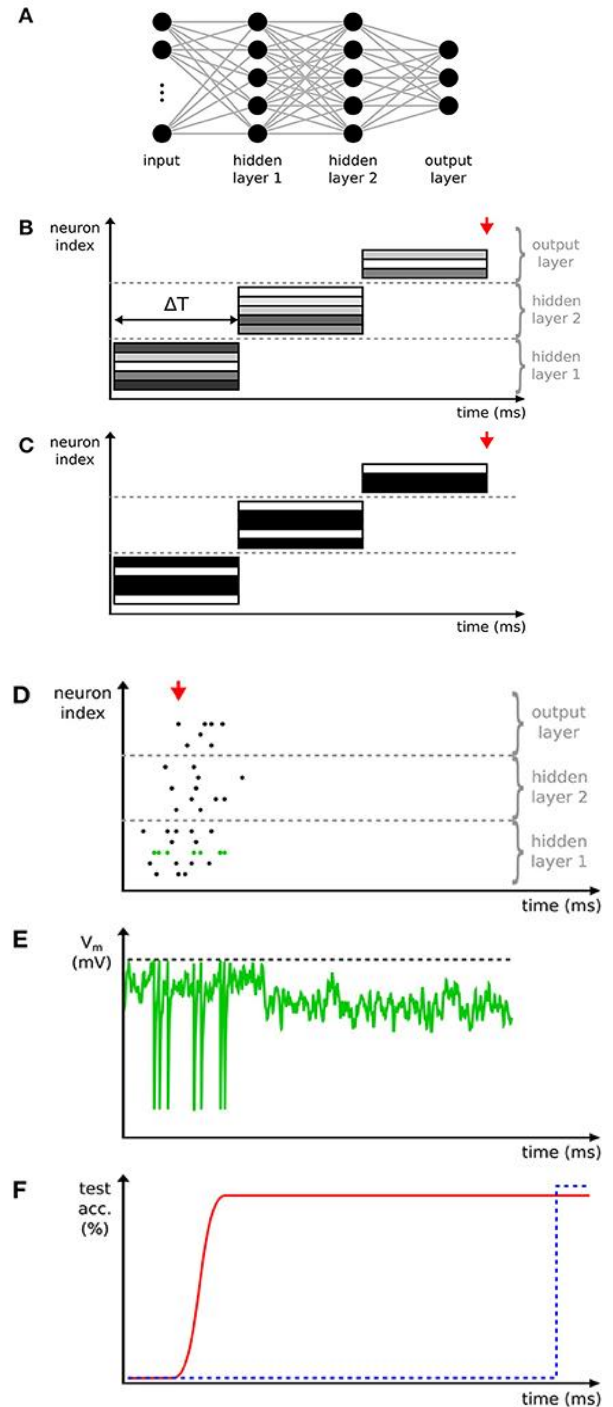 A
input
hidden
layer 1
hidden
layer 2
output
layer
B
neuron
index
ΔT
output
layer
hidden
layer 2
hidden
layer 1
time (ms)
C
neuron
index
time (ms)
D
neuron
index
output
layer
hidden
layer 2
hidden
layer 1
time (ms)
E
Vm
(mV)
time (ms)
F
test
acc.
(%)
time (ms)